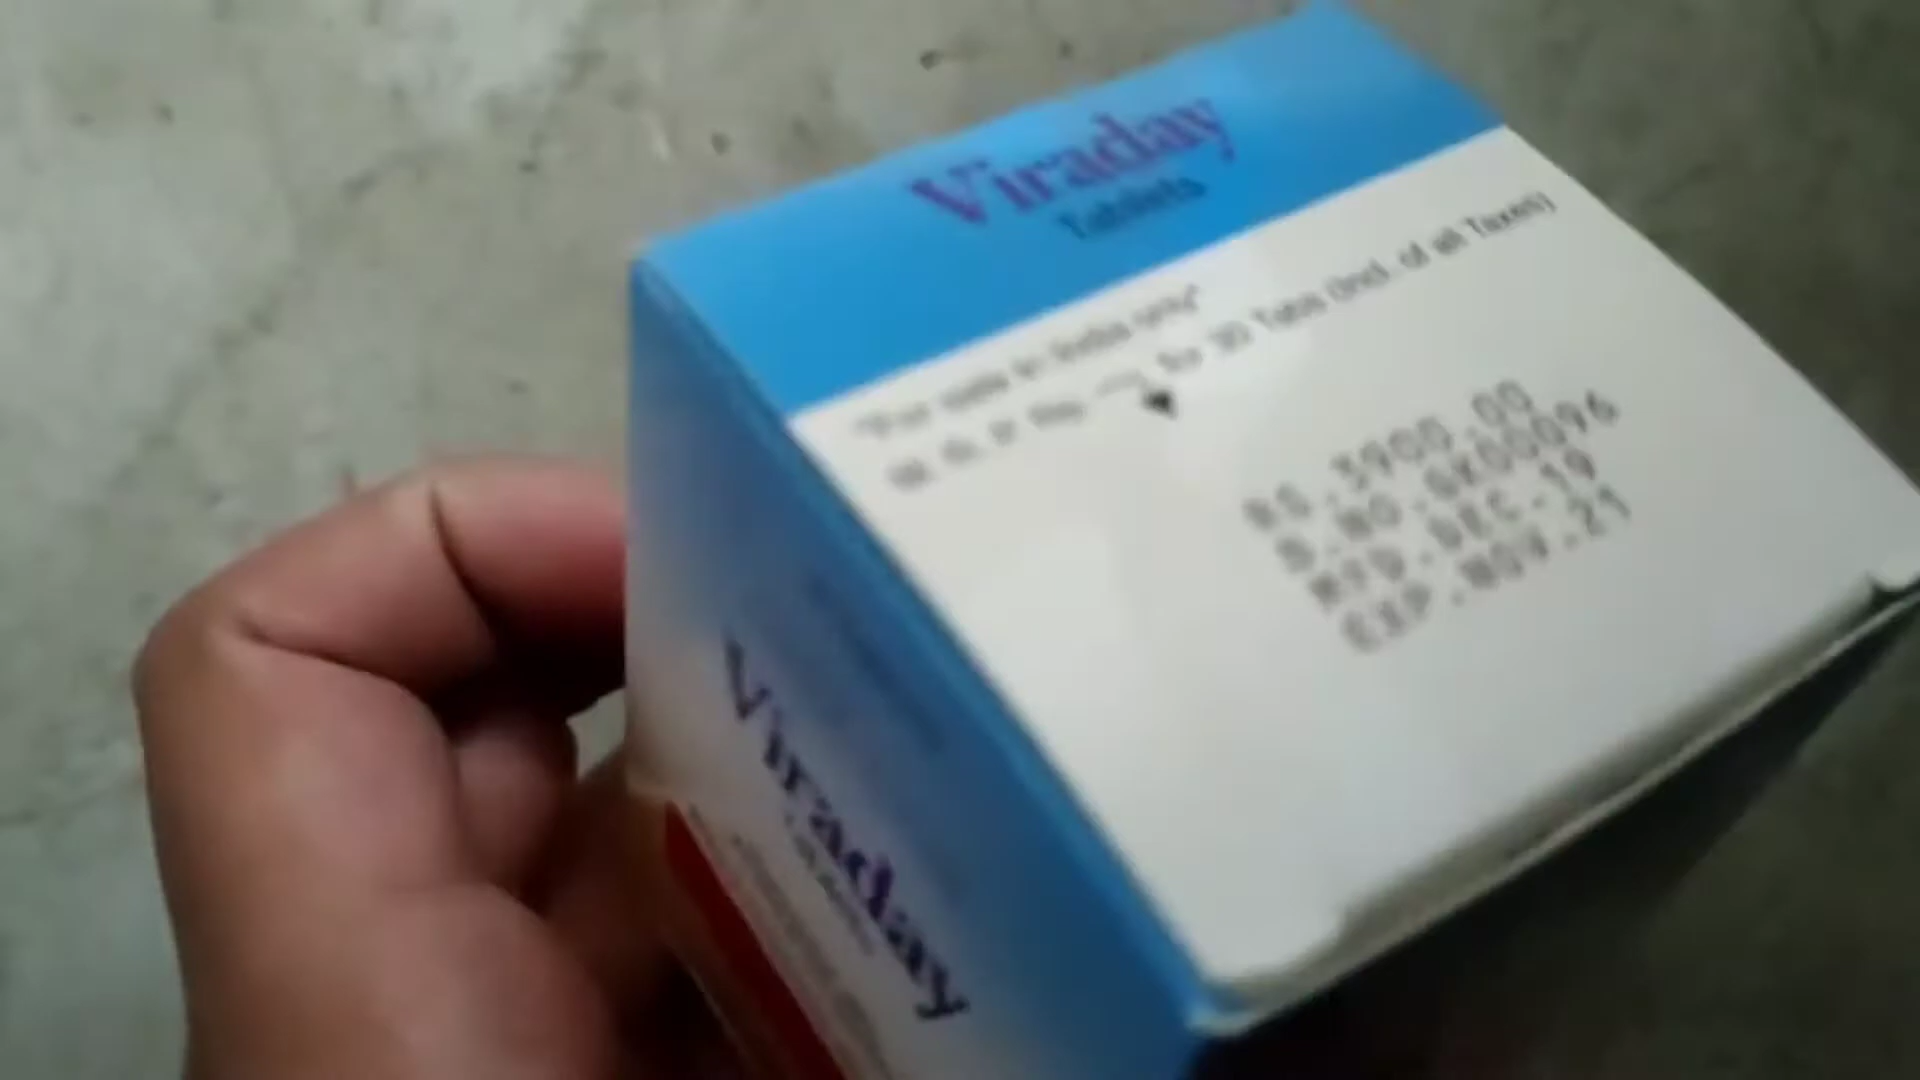 Viraday
Tablets
"For sale in India only"
for 30 Tabs (Incl. of all Taxes)
RS.3900.00
B.NO.GK00096
MFD.DEC.19
EXP.NOV.21
Viraday